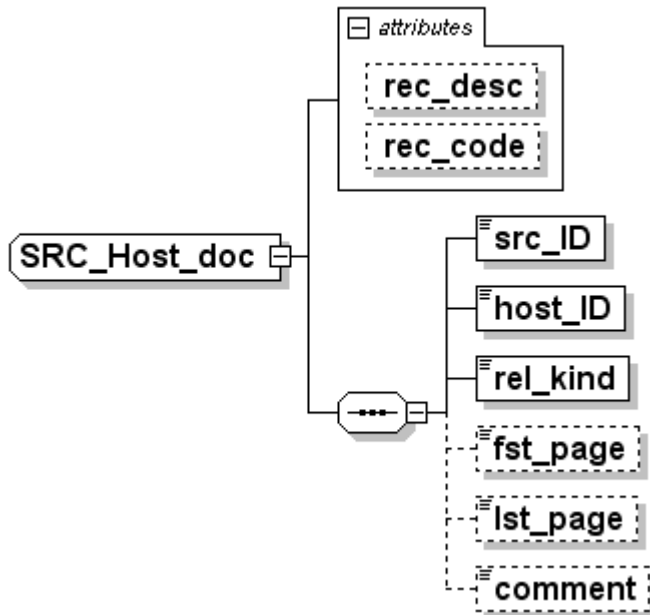 attributes
rec_desc
rec_code
SRC_Host_doc
src_ID
host_ID
rel_kind
fst_page
lst_page
comment